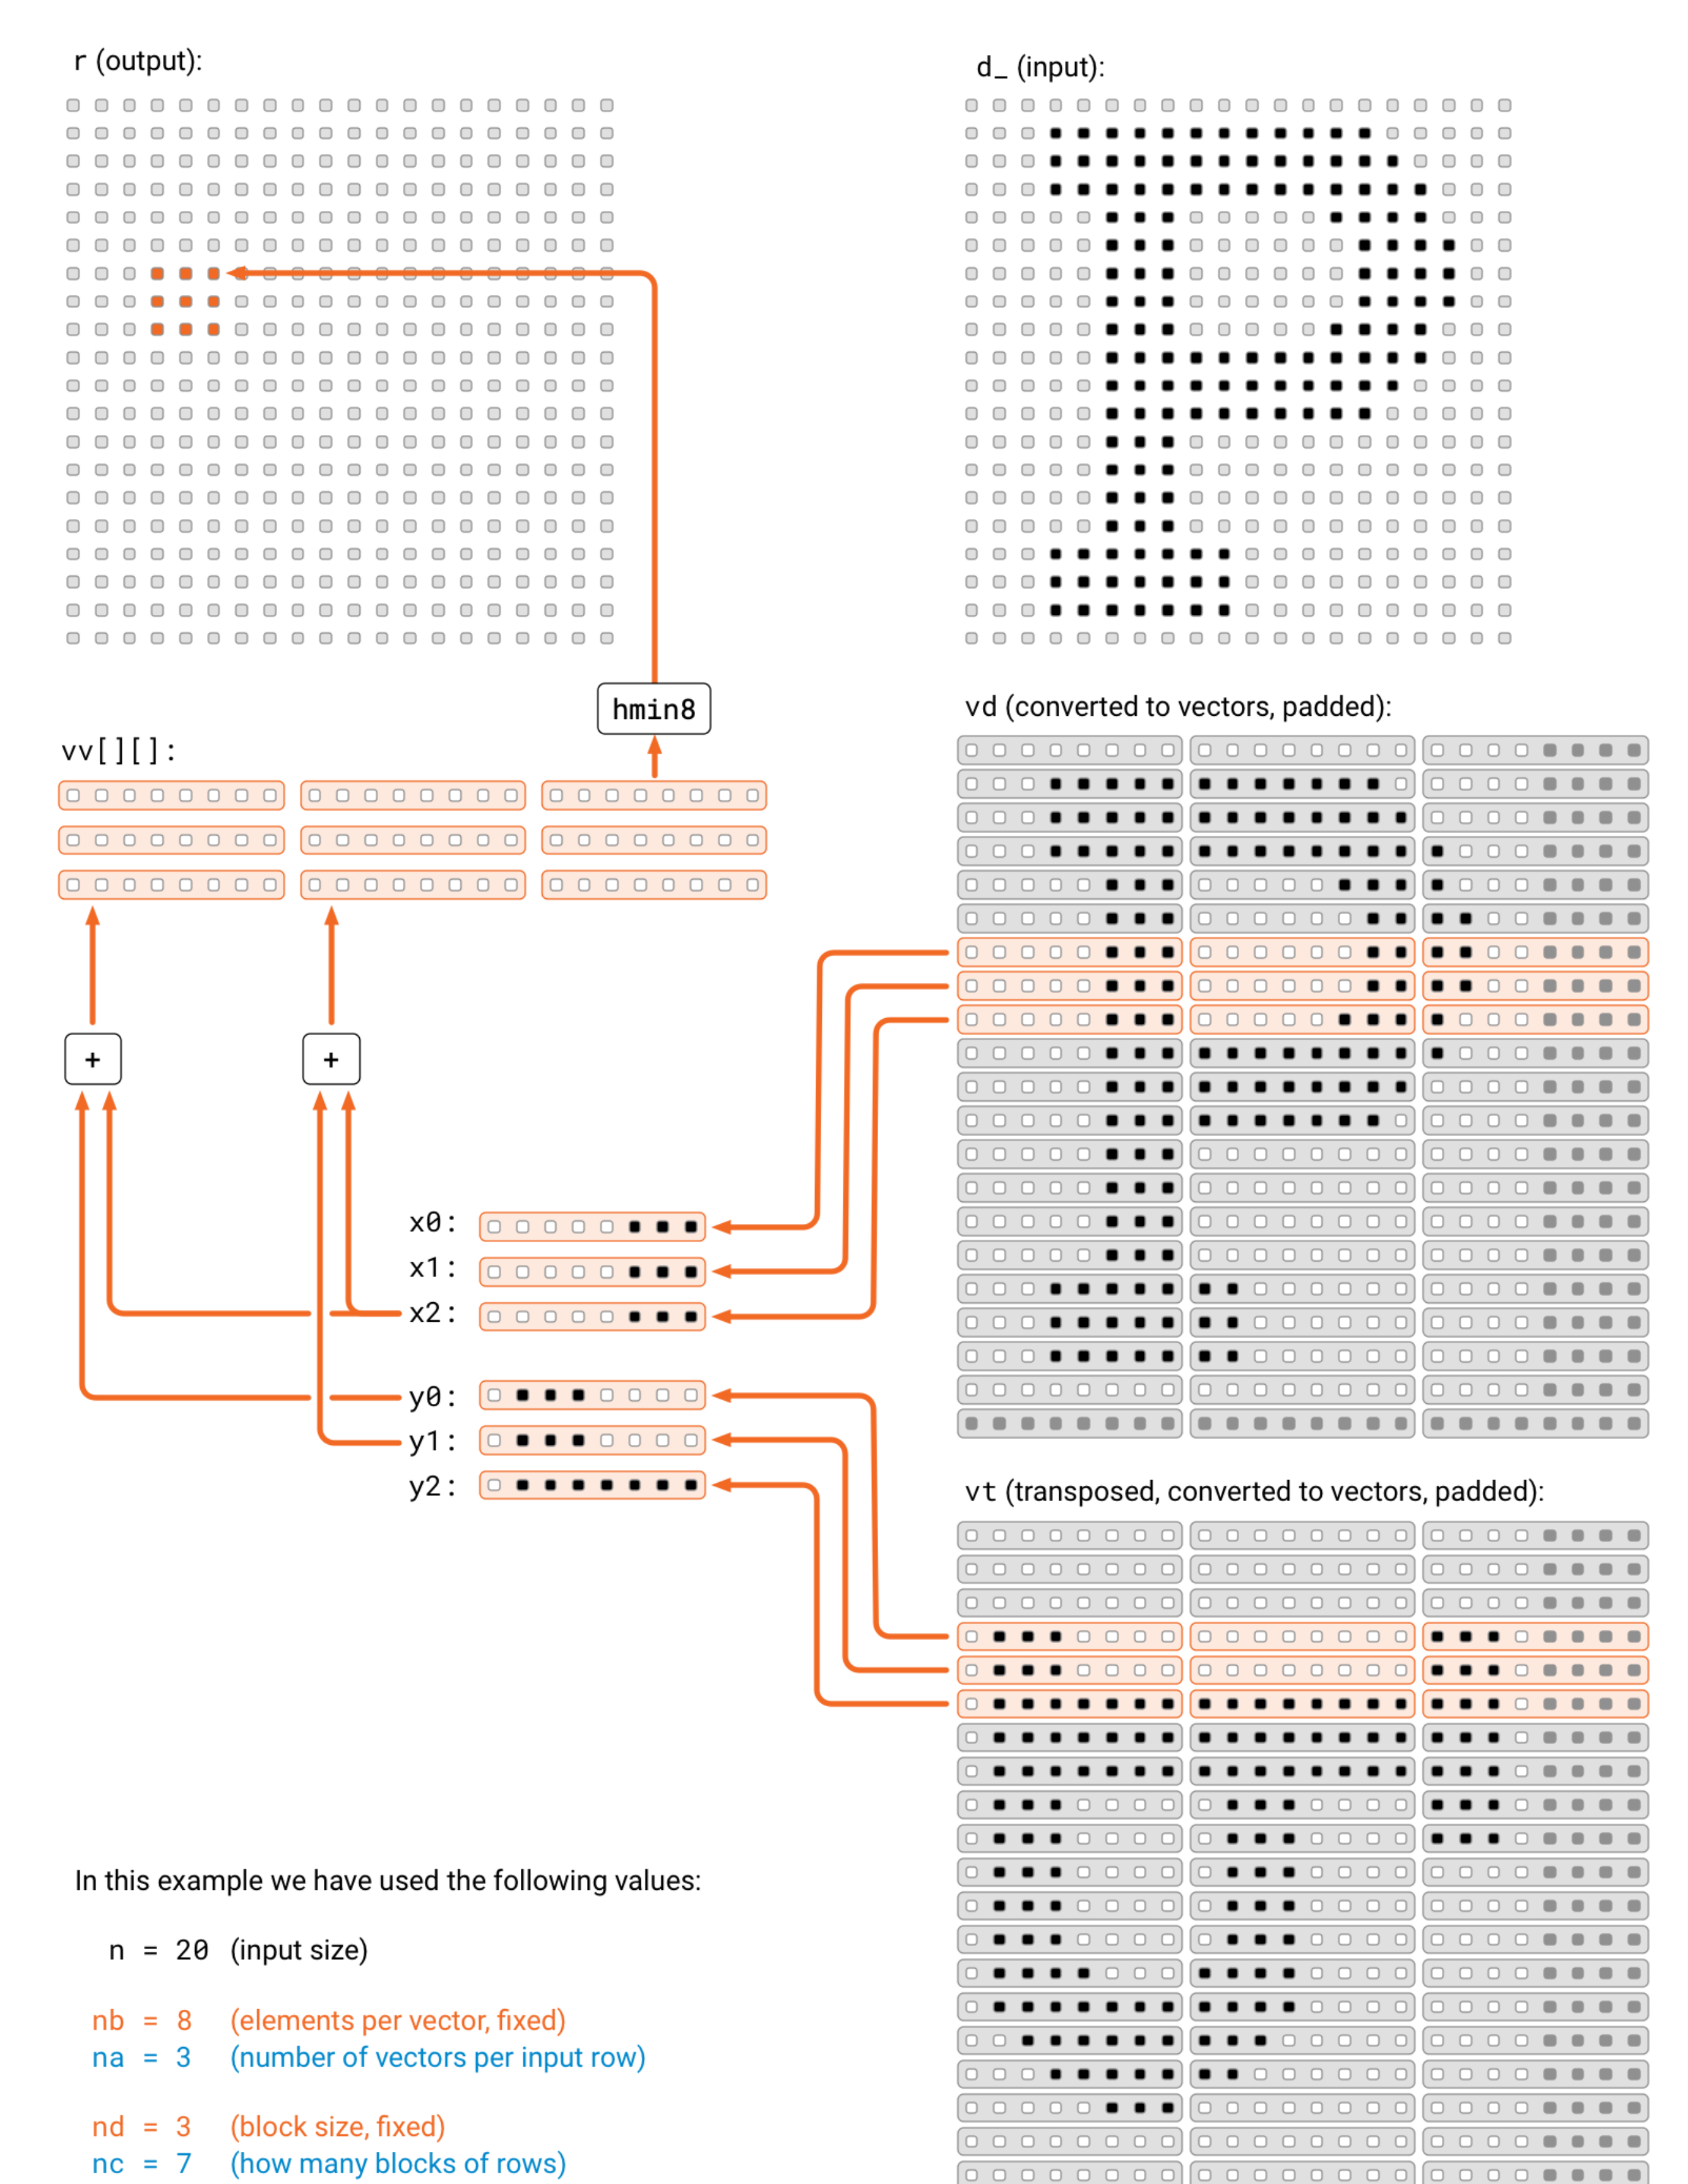 r (output):
d_ (input):
hmin8
vd (converted to vectors, padded):
vv[][]:
+ +
x0:
x1:
x2:
y0:
y1:
y2:
vt (transposed, converted to vectors, padded):
In this example we have used the following values:
n = 20 (input size)
nb = 8 (elements per vector, fixed)
na = 3 (number of vectors per input row)
nd = 3 (block size, fixed)
nc = 7 (how many blocks of rows)